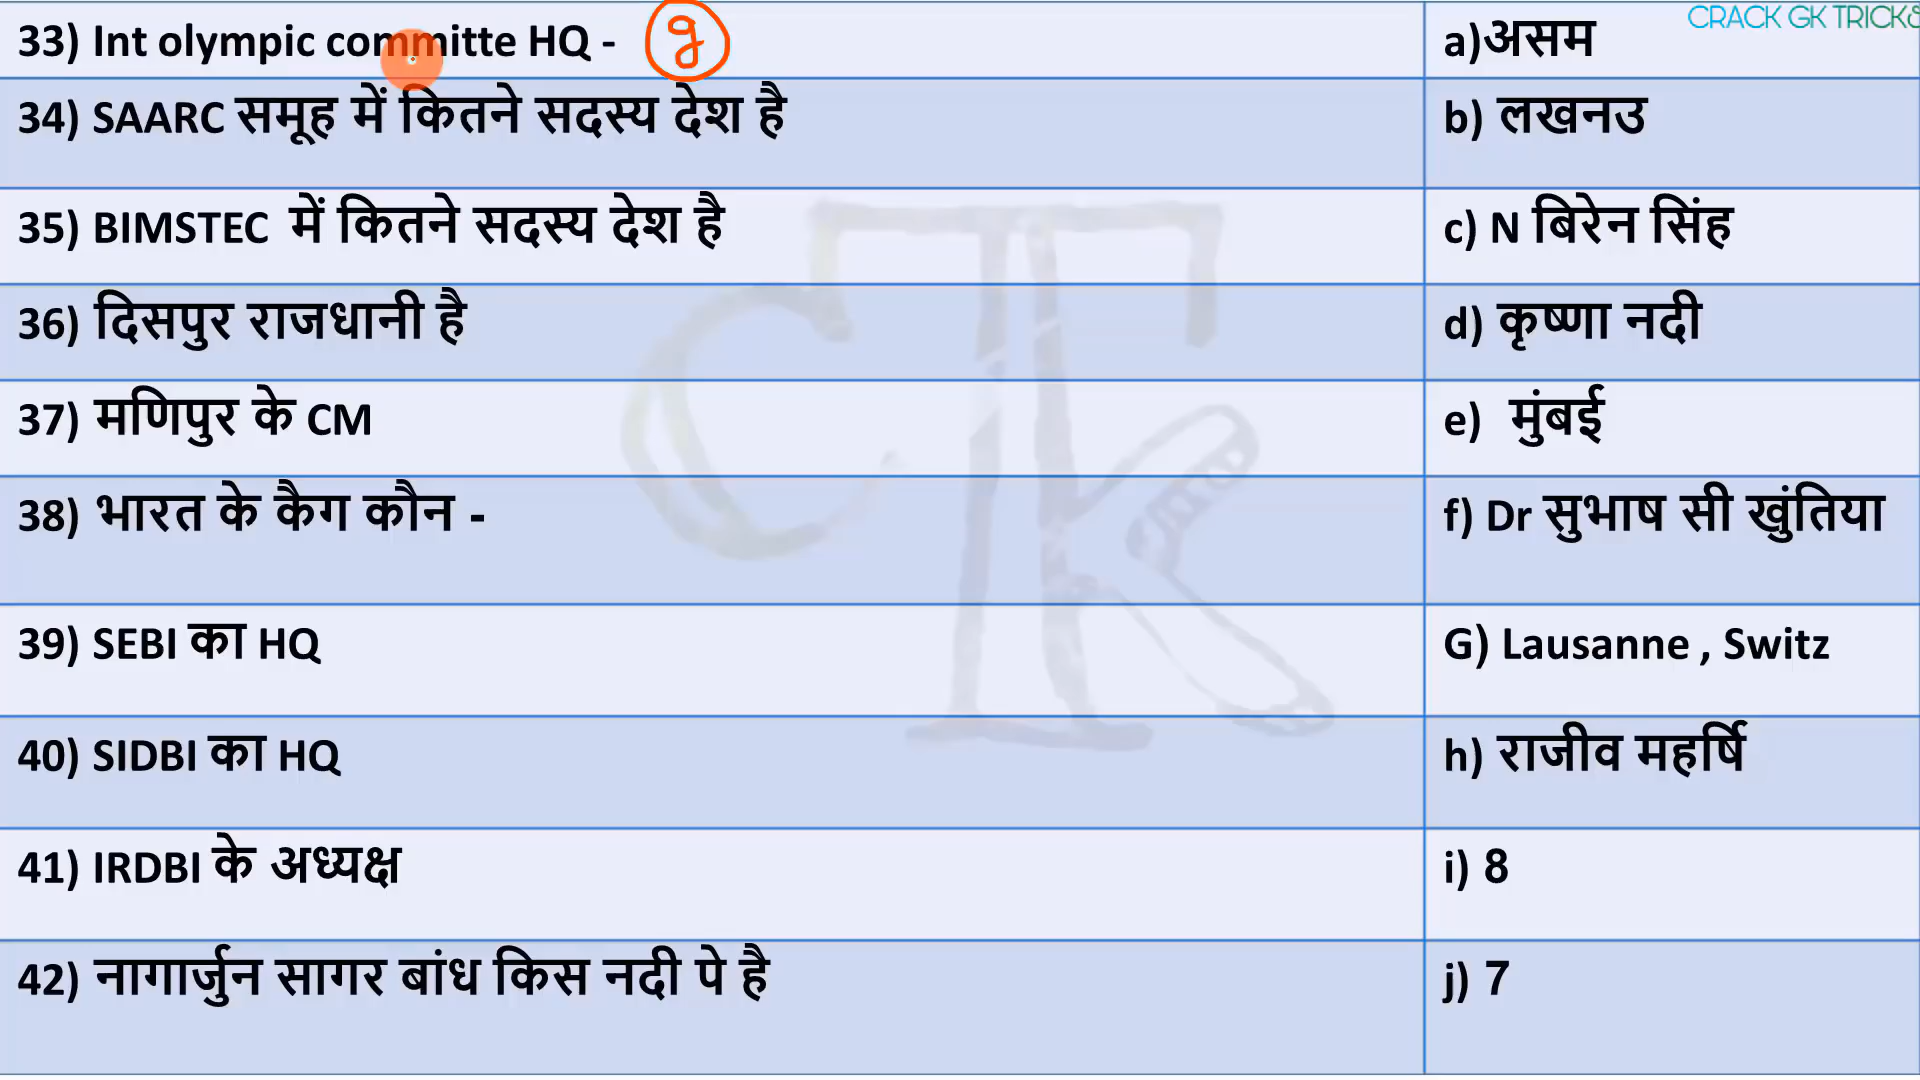 CRACK GK TRICKS
33) Int olympic committe HQ - g
a)असम
34) SAARC समूह में कितने सदस्य देश है
b) लखनउ
35) BIMSTEC में कितने सदस्य देश है
c) N बिरेन सिंह
36) दिसपुर राजधानी है
d) कृष्णा नदी
37) मणिपुर के CM
e) मुंबई
38) भारत के कैग कौन -
f) Dr सुभाष सी खुंतिया
39) SEBI का HQ
G) Lausanne , Switz
40) SIDBI का HQ
h) राजीव महर्षि
41) IRDBI के अध्यक्ष
i) 8
42) नागार्जुन सागर बांध किस नदी पे है
j) 7
CTK